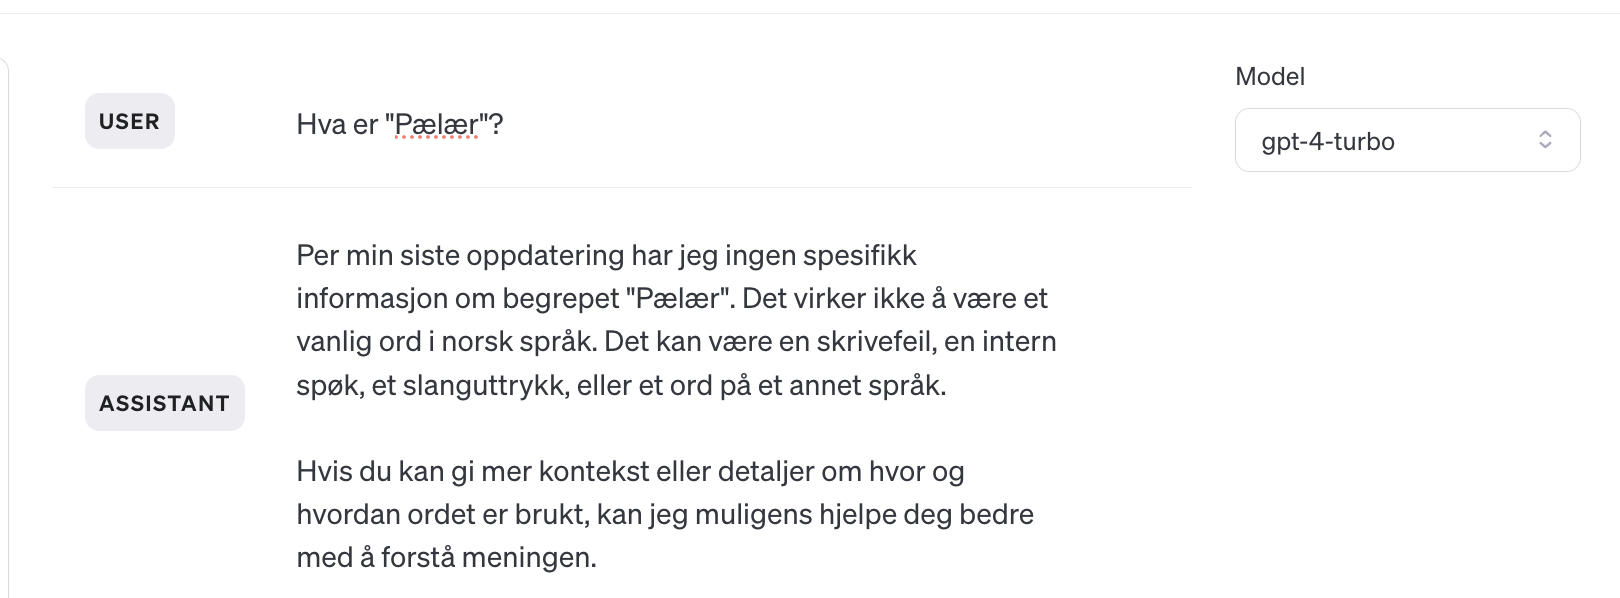 Model
USER
Hva er "Pælær"?
gpt-4-turbo
Per min siste oppdatering har jeg ingen spesifikk
informasjon om begrepet "Pælær". Det virker ikke å være et
vanlig ord i norsk språk. Det kan være en skrivefeil, en intern
spøk, et slanguttrykk, eller et ord på et annet språk.
ASSISTANT
Hvis du kan gi mer kontekst eller detaljer om hvor og
hvordan ordet er brukt, kan jeg muligens hjelpe deg bedre
med å forstå meningen.